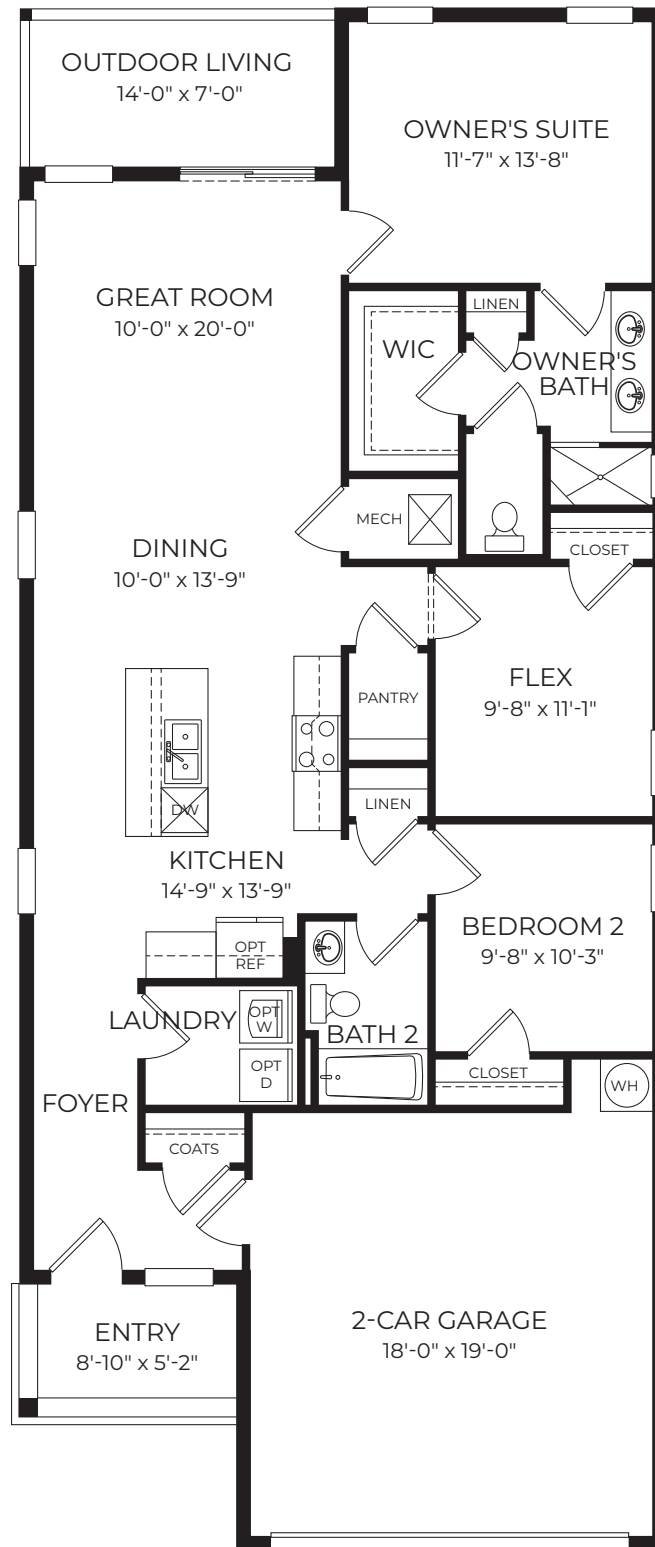 OUTDOOR LIVING
14'-0" x 7'-0"
OWNER'S SUITE
11'-7" x 13'-8"
GREAT ROOM
10'-0" x 20'-0"
LINEN
WIC
OWNER'S
BATH
MECH
DINING
10'-0" x 13'-9"
CLOSET
FLEX
9'-8" x 11'-1"
PANTRY
DW
LINEN
KITCHEN
14'-9" x 13'-9"
BEDROOM 2
9'-8" x 10'-3"
OPT
REF
LAUNDRY
OPT
W
BATH 2
OPT
D
CLOSET
WH
FOYER
COATS
ENTRY
8'-10" x 5'-2"
2-CAR GARAGE
18'-0" x 19'-0"